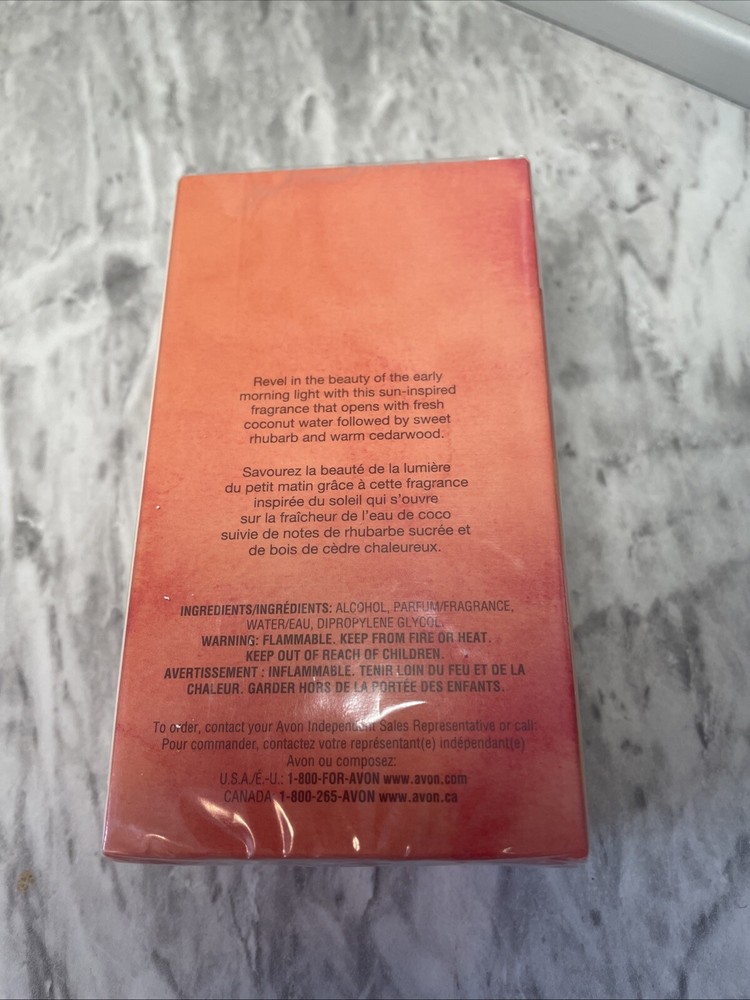 Revel in the beauty of the early
morning light with this sun-inspired
fragrance that opens with fresh
coconut water followed by sweet
rhubarb and warm cedarwood.
Savourez la beauté de la lumière
du petit matin grâce à cette fragrance
inspirée du soleil qui s'ouvre
sur la fraîcheur de l'eau de coco
suivie de notes de rhubarbe sucrée et
de bois de cèdre chaleureux.
INGREDIENTS/INGRÉDIENTS: ALCOHOL, PARFUM/FRAGRANCE,
WATER/EAU, DIPROPYLENE GLYCOL.
WARNING: FLAMMABLE. KEEP FROM FIRE OR HEAT.
KEEP OUT OF REACH OF CHILDREN.
AVERTISSEMENT : INFLAMMABLE. TENIR LOIN DU FEU ET DE LA
CHALEUR. GARDER HORS DE LA PORTÉE DES ENFANTS.
To order, contact your Avon Independent Sales Representative or call:
Pour commander, contactez votre représentant(e) indépendant(e)
Avon ou composez:
U.S.A./É.-U.: 1-800-FOR-AVON www.avon.com
CANADA: 1-800-265-AVON www.avon.ca